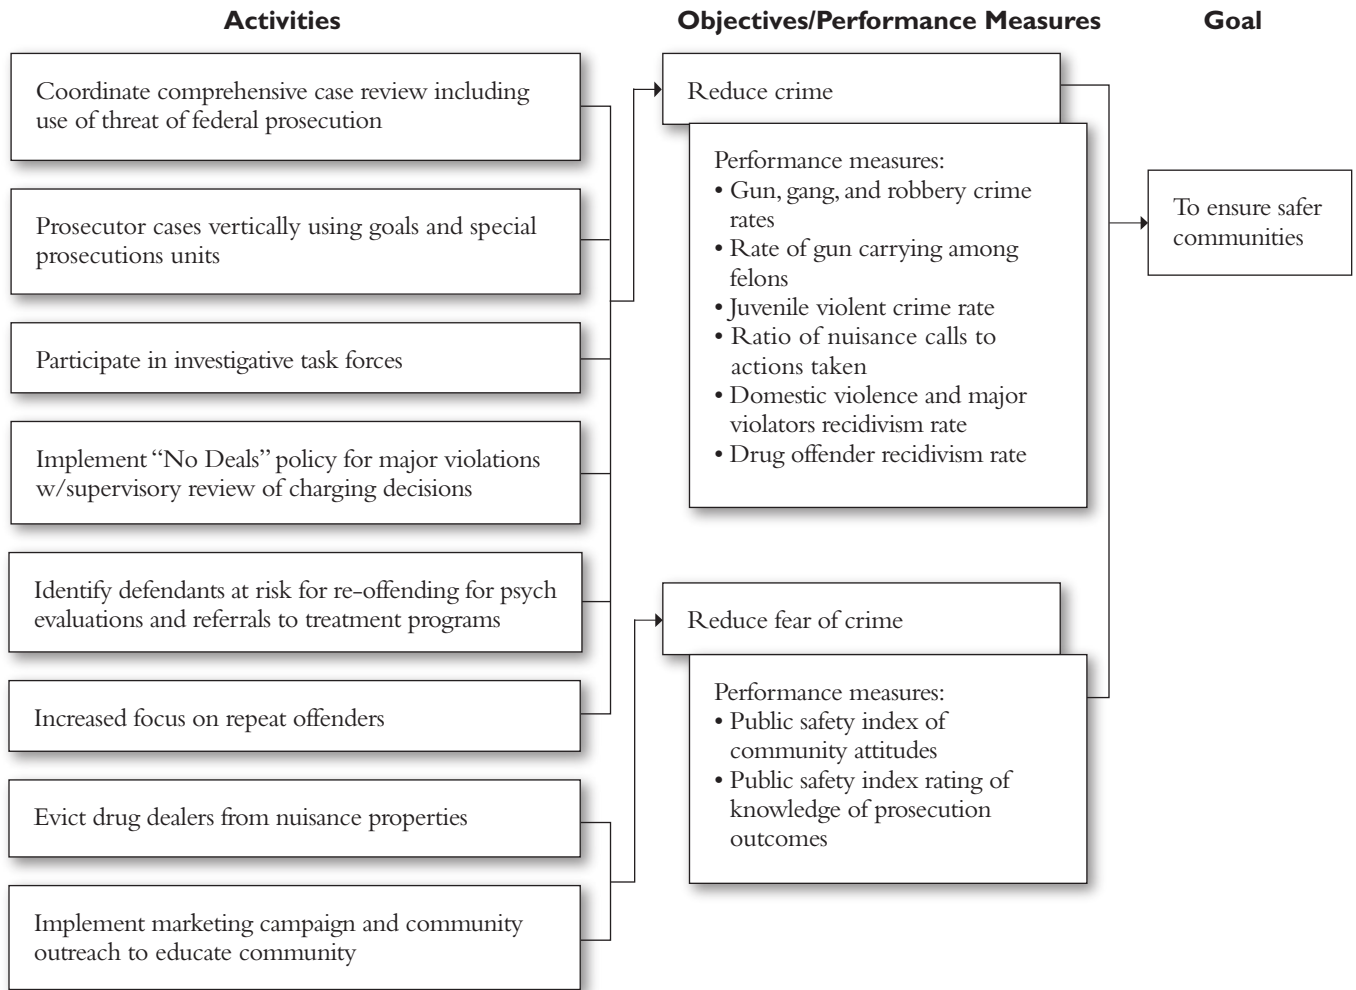 Activities
Objectives/Performance Measures
Goal
Coordinate comprehensive case review including
use of threat of federal prosecution
Prosecutor cases vertically using goals and special
prosecutions units
Participate in investigative task forces
Implement “No Deals” policy for major violations
w/supervisory review of charging decisions
Identify defendants at risk for re-offending for psych
evaluations and referrals to treatment programs
Increased focus on repeat offenders
Evict drug dealers from nuisance properties
Implement marketing campaign and community
outreach to educate community
Reduce crime
Performance measures:
• Gun, gang, and robbery crime
rates
• Rate of gun carrying among
felons
• Juvenile violent crime rate
• Ratio of nuisance calls to
actions taken
• Domestic violence and major
violators recidivism rate
• Drug offender recidivism rate
Reduce fear of crime
Performance measures:
• Public safety index of
community attitudes
• Public safety index rating of
knowledge of prosecution
outcomes
To ensure safer
communities